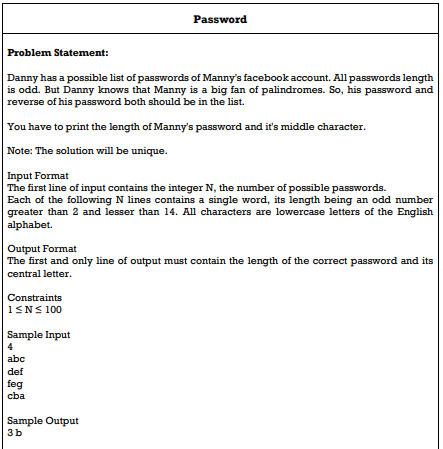 Password
Problem Statement:
Danny has a possible list of passwords of Manny's facebook account. All passwords length
is odd. But Danny knows that Manny is a big fan of palindromes. So, his password and
reverse of his password both should be in the list.
You have to print the length of Manny's password and it's middle character.
Note: The solution will be unique.
Input Format
The first line of input contains the integer N, the number of possible passwords.
Each of the following N lines contains a single word, its length being an odd number
greater than 2 and lesser than 14. All characters are lowercase letters of the English
alphabet.
Output Format
The first and only line of output must contain the length of the correct password and its
central letter.
Constraints
1 ≤ N ≤ 100
Sample Input
4
abc
def
feg
cba
Sample Output
3 b